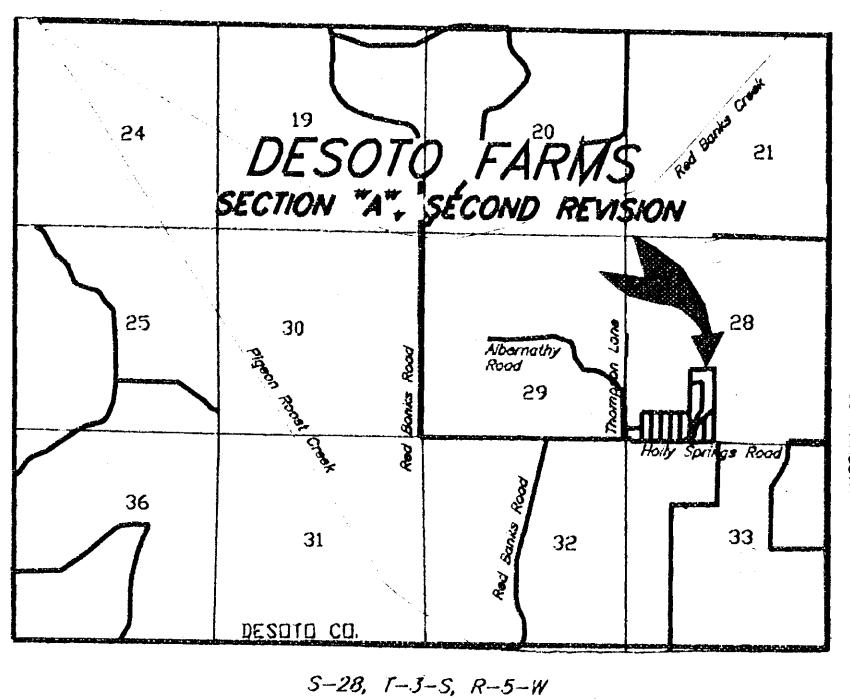 24
19
20
21
Red Banks Creek
DESOTO FARMS
SECTION "A", SECOND REVISION
25
30
28
Pigeon Roost Creek
Red Banks Road
Albernathy
Road
29
Thompson Lane
Holly Springs Road
36
31
Red Banks Road
32
33
DESOTO CO.
S-28, T-3-S, R-5-W